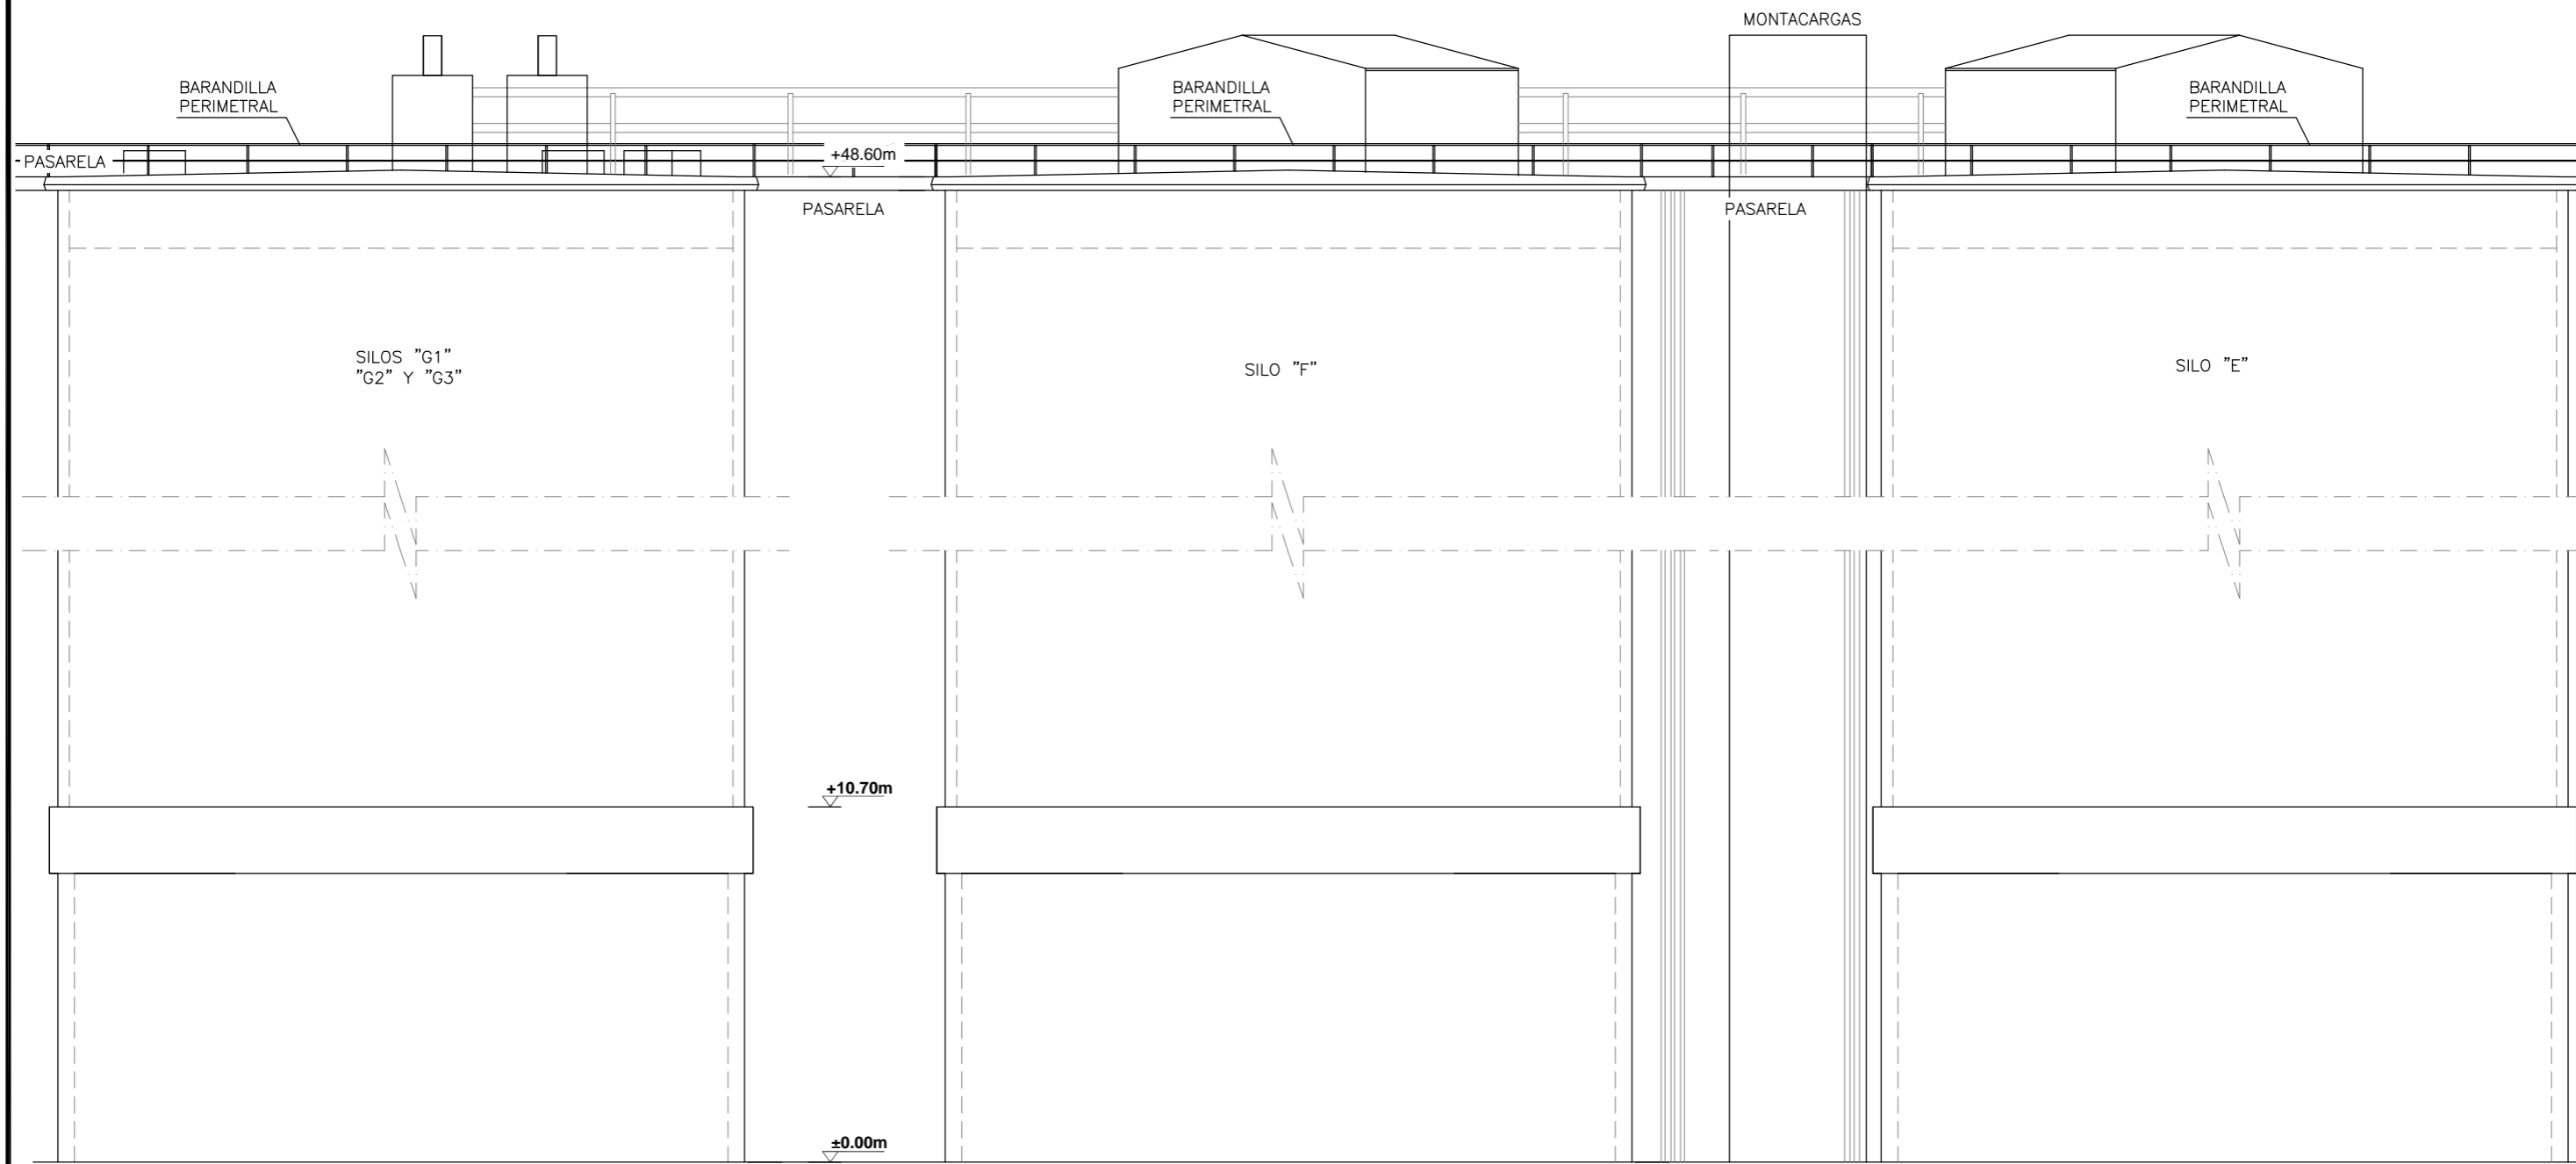 MONTACARGAS
BARANDILLA
PERIMETRAL
BARANDILLA
PERIMETRAL
BARANDILLA
PERIMETRAL
PASARELA
+48.60m
PASARELA
PASARELA
SILOS "G1"
"G2" Y "G3"
SILO "F"
SILO "E"
+10.70m
±0.00m